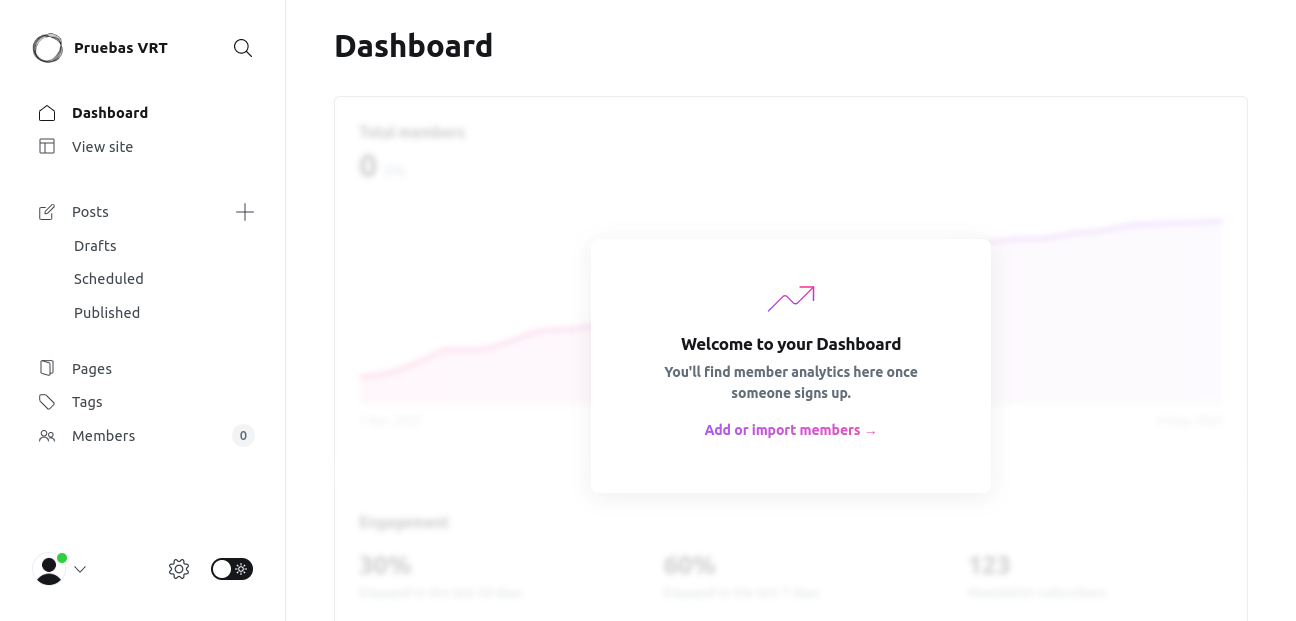 Pruebas VRT
Dashboard
View site
Posts
Drafts
Scheduled
Published
Pages
Tags
Members 0
Dashboard
Total members
0
Welcome to your Dashboard
You'll find member analytics here once
someone signs up.
Add or import members →
Engagement
30% 60% 123